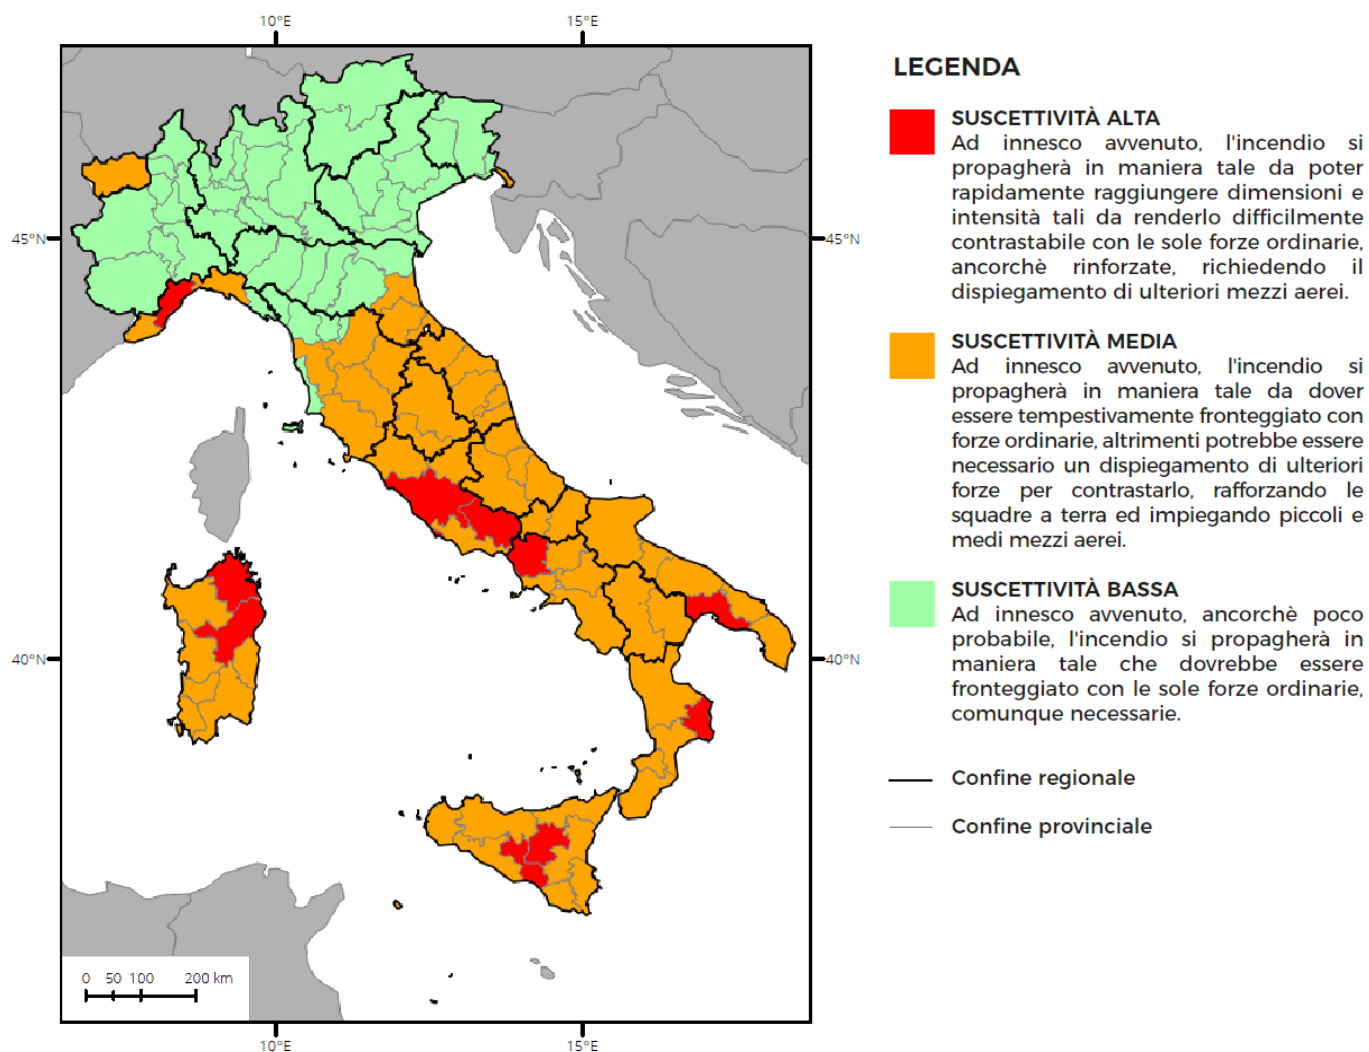 10°E 15°E
LEGENDA
SUSCETTIVITÀ ALTA
Ad innesco avvenuto, l'incendio si
propagherà in maniera tale da poter
rapidamente raggiungere dimensioni e
intensità tali da renderlo difficilmente
contrastabile con le sole forze ordinarie,
ancorchè rinforzate, richiedendo il
dispiegamento di ulteriori mezzi aerei.
45°N 45°N
SUSCETTIVITÀ MEDIA
Ad innesco avvenuto, l'incendio si
propagherà in maniera tale da dover
essere tempestivamente fronteggiato con
forze ordinarie, altrimenti potrebbe essere
necessario un dispiegamento di ulteriori
forze per contrastarlo, rafforzando le
squadre a terra ed impiegando piccoli e
medi mezzi aerei.
SUSCETTIVITÀ BASSA
Ad innesco avvenuto, ancorchè poco
probabile, l'incendio si propagherà in
maniera tale che dovrebbe essere
fronteggiato con le sole forze ordinarie,
comunque necessarie.
40°N 40°N
Confine regionale
Confine provinciale
0 50 100 200 km
10°E 15°E